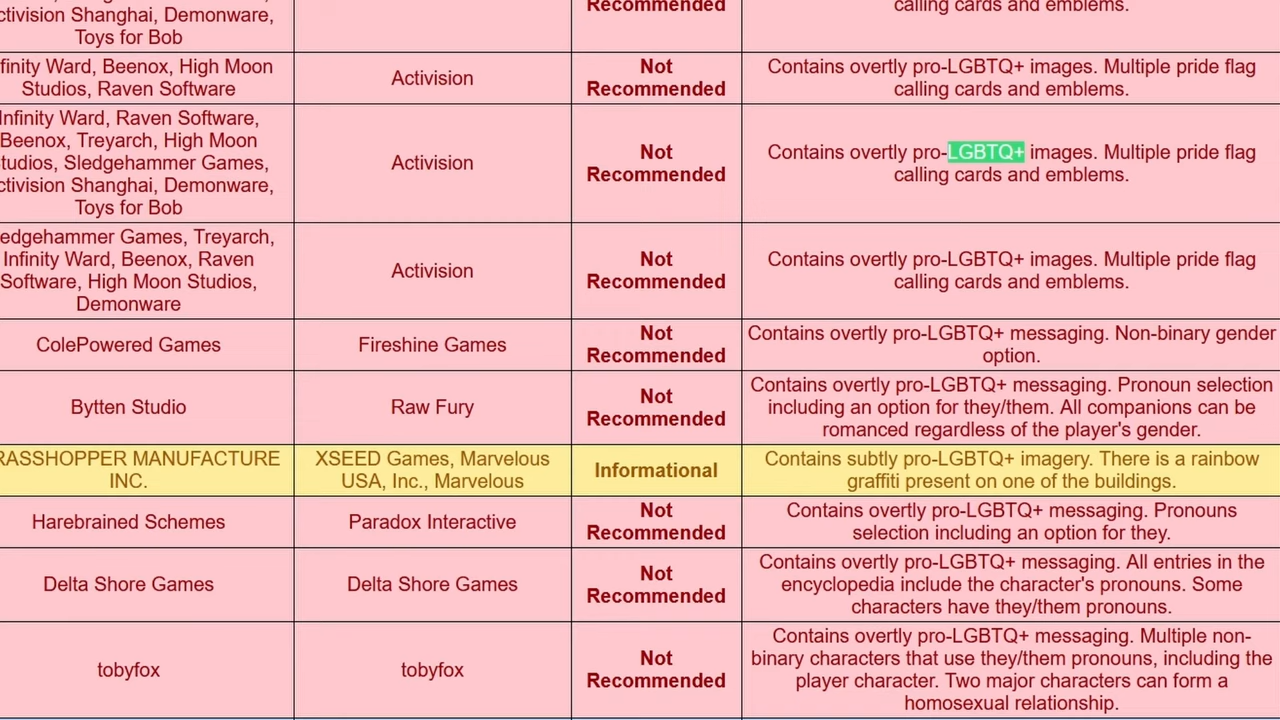 Recommended
calling cards and emblems.
ctivision Shanghai, Demonware,
Toys for Bob
finity Ward, Beenox, High Moon
Studios, Raven Software
Activision
Not
Recommended
Contains overtly pro-LGBTQ+ images. Multiple pride flag
calling cards and emblems.
Infinity Ward, Raven Software,
Beenox, Treyarch, High Moon
tudios, Sledgehammer Games,
ctivision Shanghai, Demonware,
Toys for Bob
Activision
Not
Recommended
Contains overtly pro-LGBTQ+ images. Multiple pride flag
calling cards and emblems.
edgehammer Games, Treyarch,
Infinity Ward, Beenox, Raven
Software, High Moon Studios,
Demonware
Activision
Not
Recommended
Contains overtly pro-LGBTQ+ images. Multiple pride flag
calling cards and emblems.
ColePowered Games
Fireshine Games
Not
Recommended
Contains overtly pro-LGBTQ+ messaging. Non-binary gender
option.
Bytten Studio
Raw Fury
Not
Recommended
Contains overtly pro-LGBTQ+ messaging. Pronoun selection
including an option for they/them. All companions can be
romanced regardless of the player's gender.
RASSHOPPER MANUFACTURE
INC.
XSEED Games, Marvelous
USA, Inc., Marvelous
Informational
Contains subtly pro-LGBTQ+ imagery. There is a rainbow
graffiti present on one of the buildings.
Harebrained Schemes
Paradox Interactive
Not
Recommended
Contains overtly pro-LGBTQ+ messaging. Pronouns
selection including an option for they.
Delta Shore Games
Delta Shore Games
Not
Recommended
Contains overtly pro-LGBTQ+ messaging. All entries in the
encyclopedia include the character's pronouns. Some
characters have they/them pronouns.
tobyfox
tobyfox
Not
Recommended
Contains overtly pro-LGBTQ+ messaging. Multiple non-
binary characters that use they/them pronouns, including the
player character. Two major characters can form a
homosexual relationship.